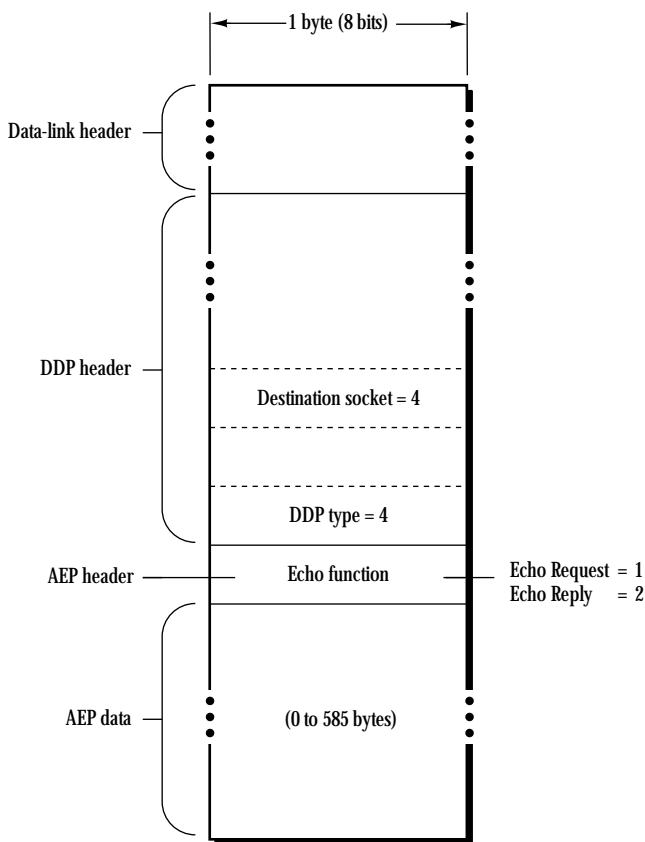 1 byte (8 bits)
Data-link header
DDP header
Destination socket = 4
DDP type = 4
AEP header
Echo function
Echo Request = 1
Echo Reply = 2
AEP data
(0 to 585 bytes)